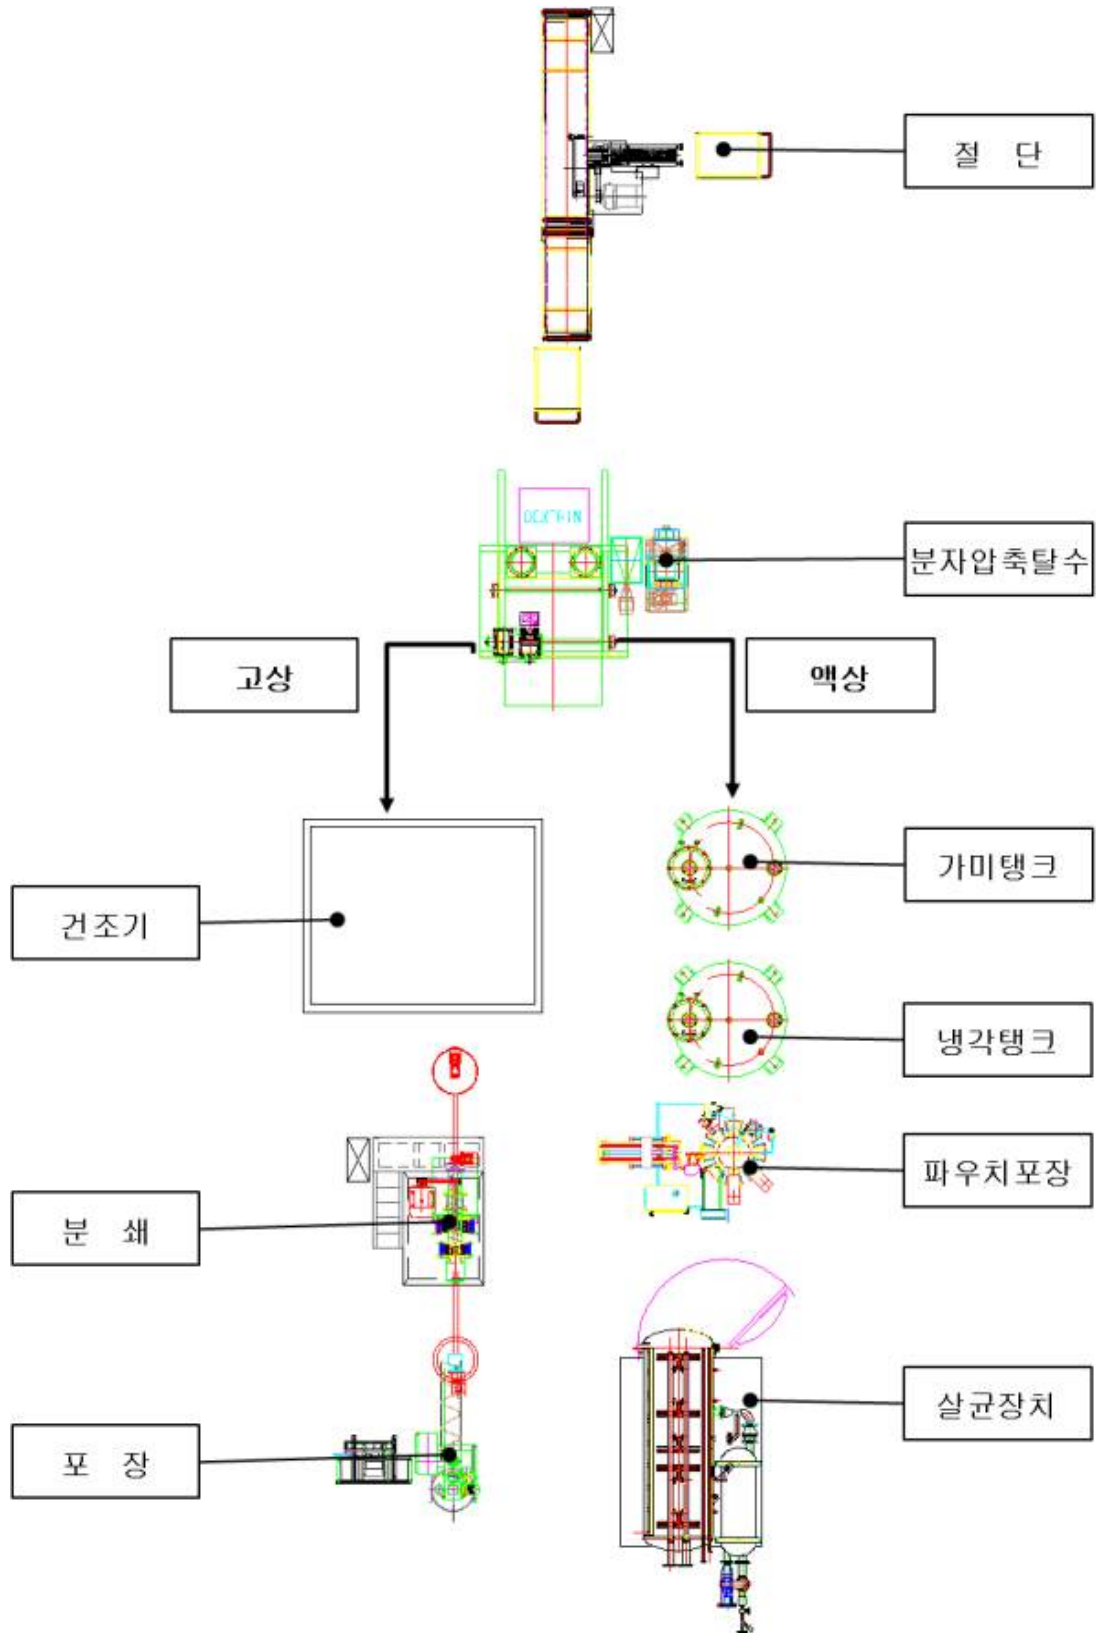 절 단
분자압축탈수
고상
액상
가미탱크
건조기
냉각탱크
파우치포장
분 쇄
살균장치
포 장